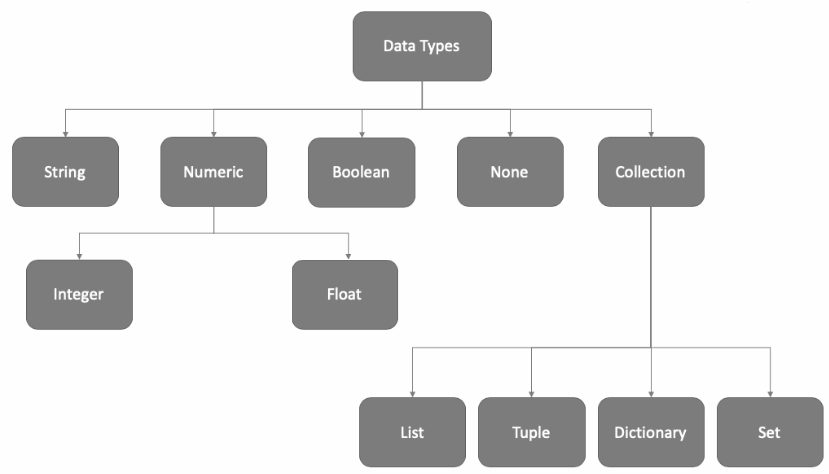 Data Types
String
Numeric
Boolean
None
Collection
Integer
Float
List
Tuple
Dictionary
Set